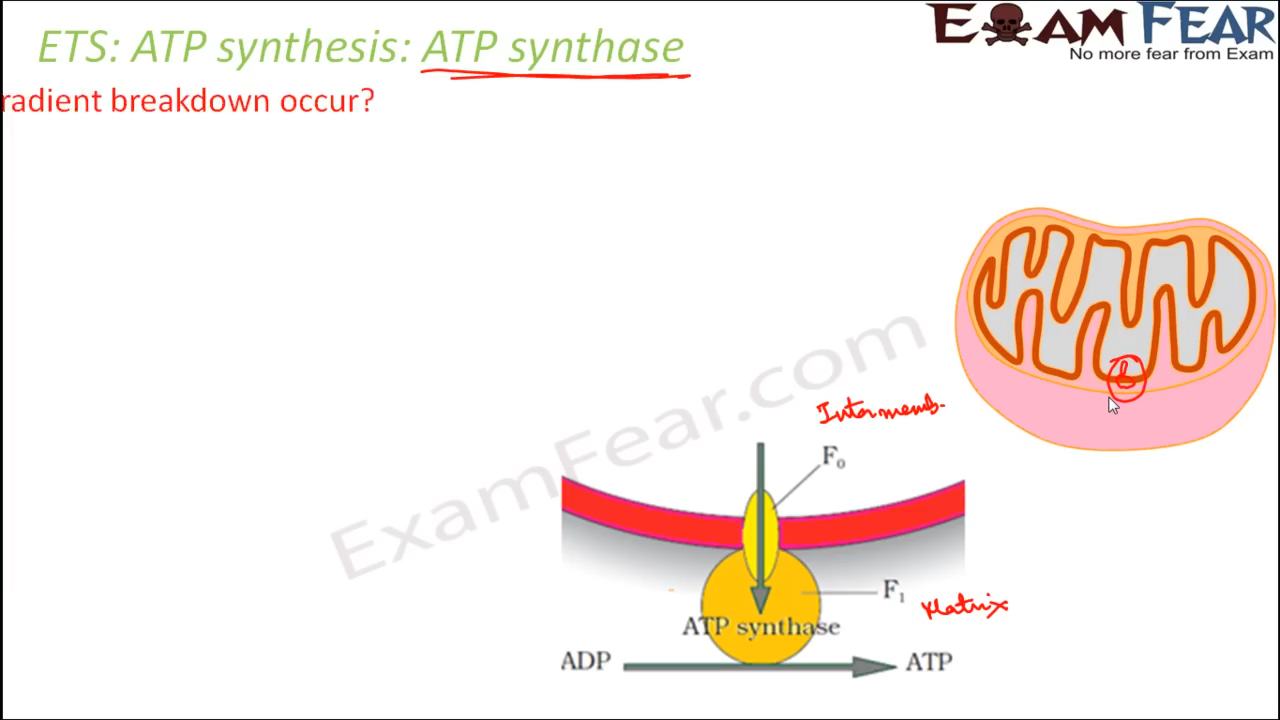 ETS: ATP synthesis: ATP synthase
EXAM FEAR
No more fear from Exam
radient breakdown occur?
ExamFear.com
Intermemb.
F₀
F₁
Matrix
ATP synthase
ADP
ATP